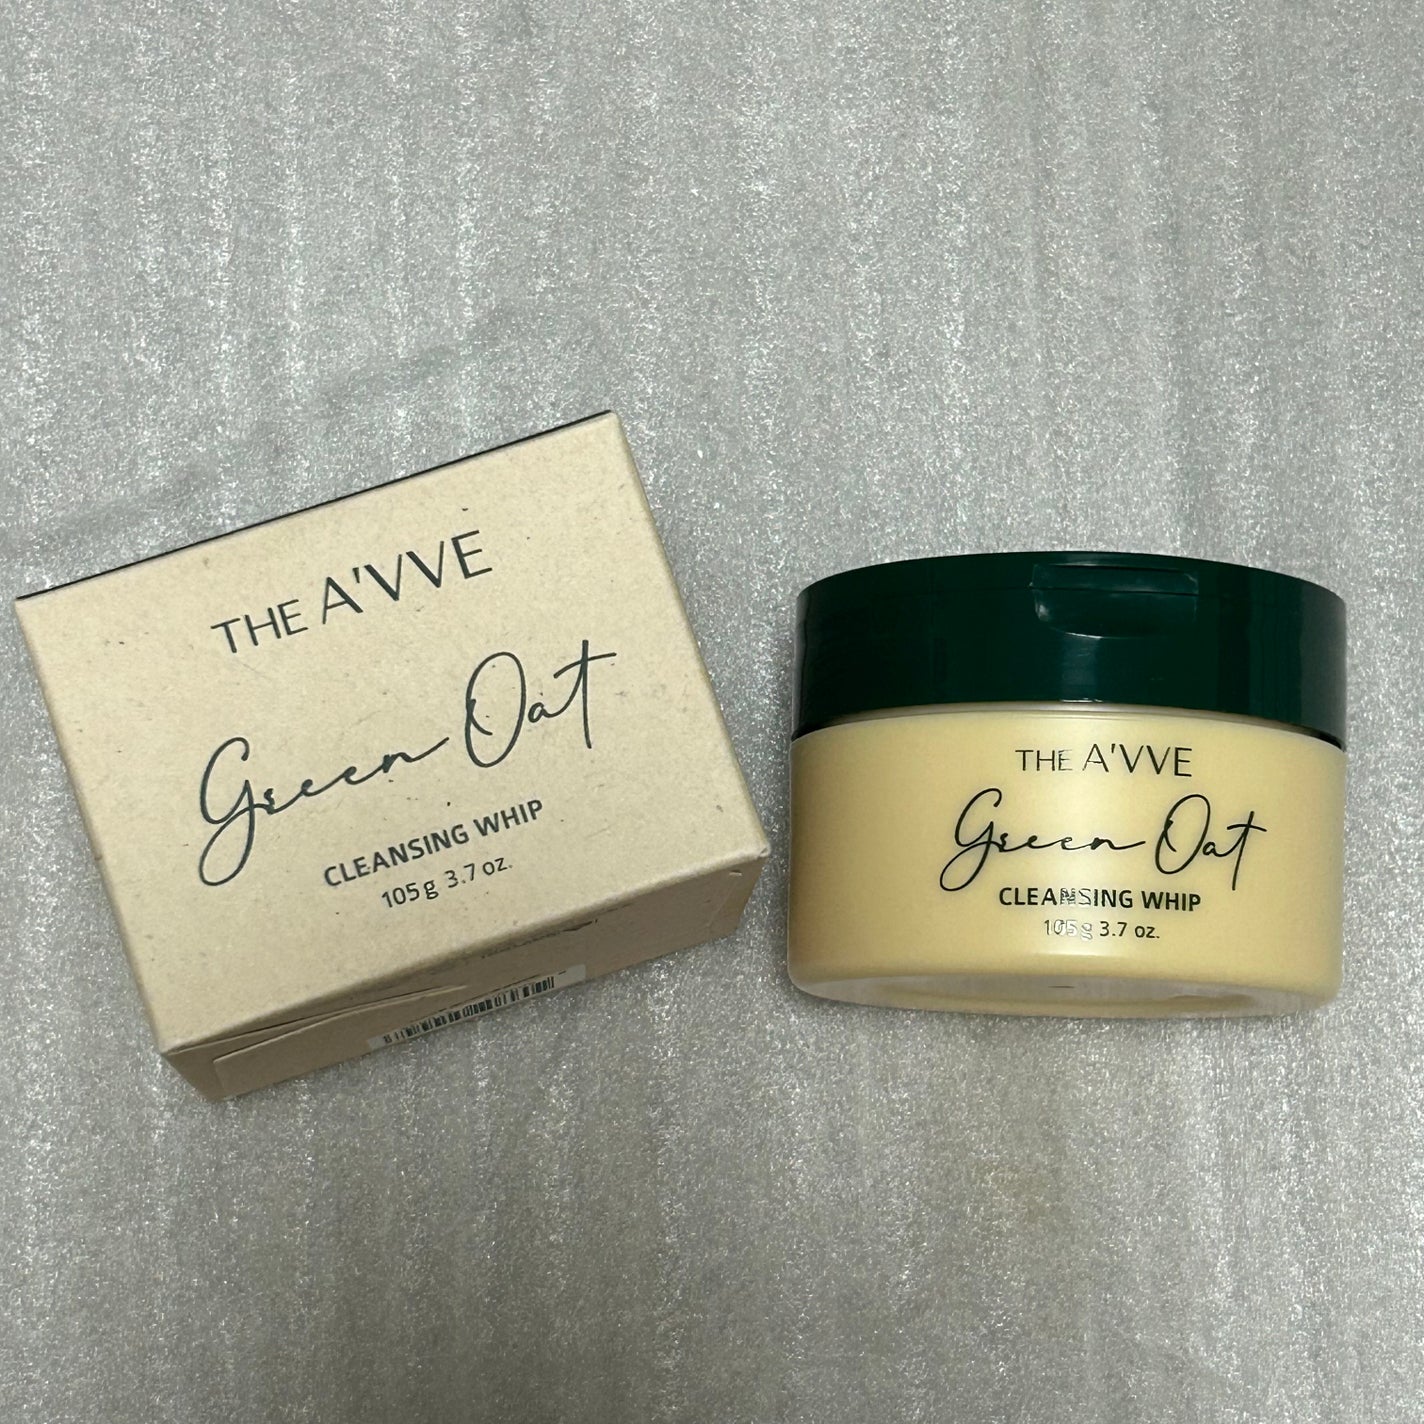 THE A'VVE
Green Oat
CLEANSING WHIP
105g 3.7 oz.
THE A'VVE
Green Oat
CLEANSING WHIP
105g 3.7 oz.